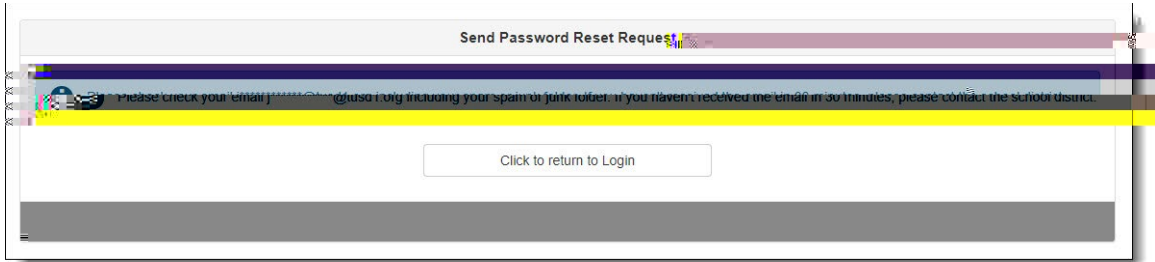 Send Password Reset Request
Please check your email including your spam or junk folder. If you haven't received the email in 30 minutes, please contact the school district.
Click to return to Login